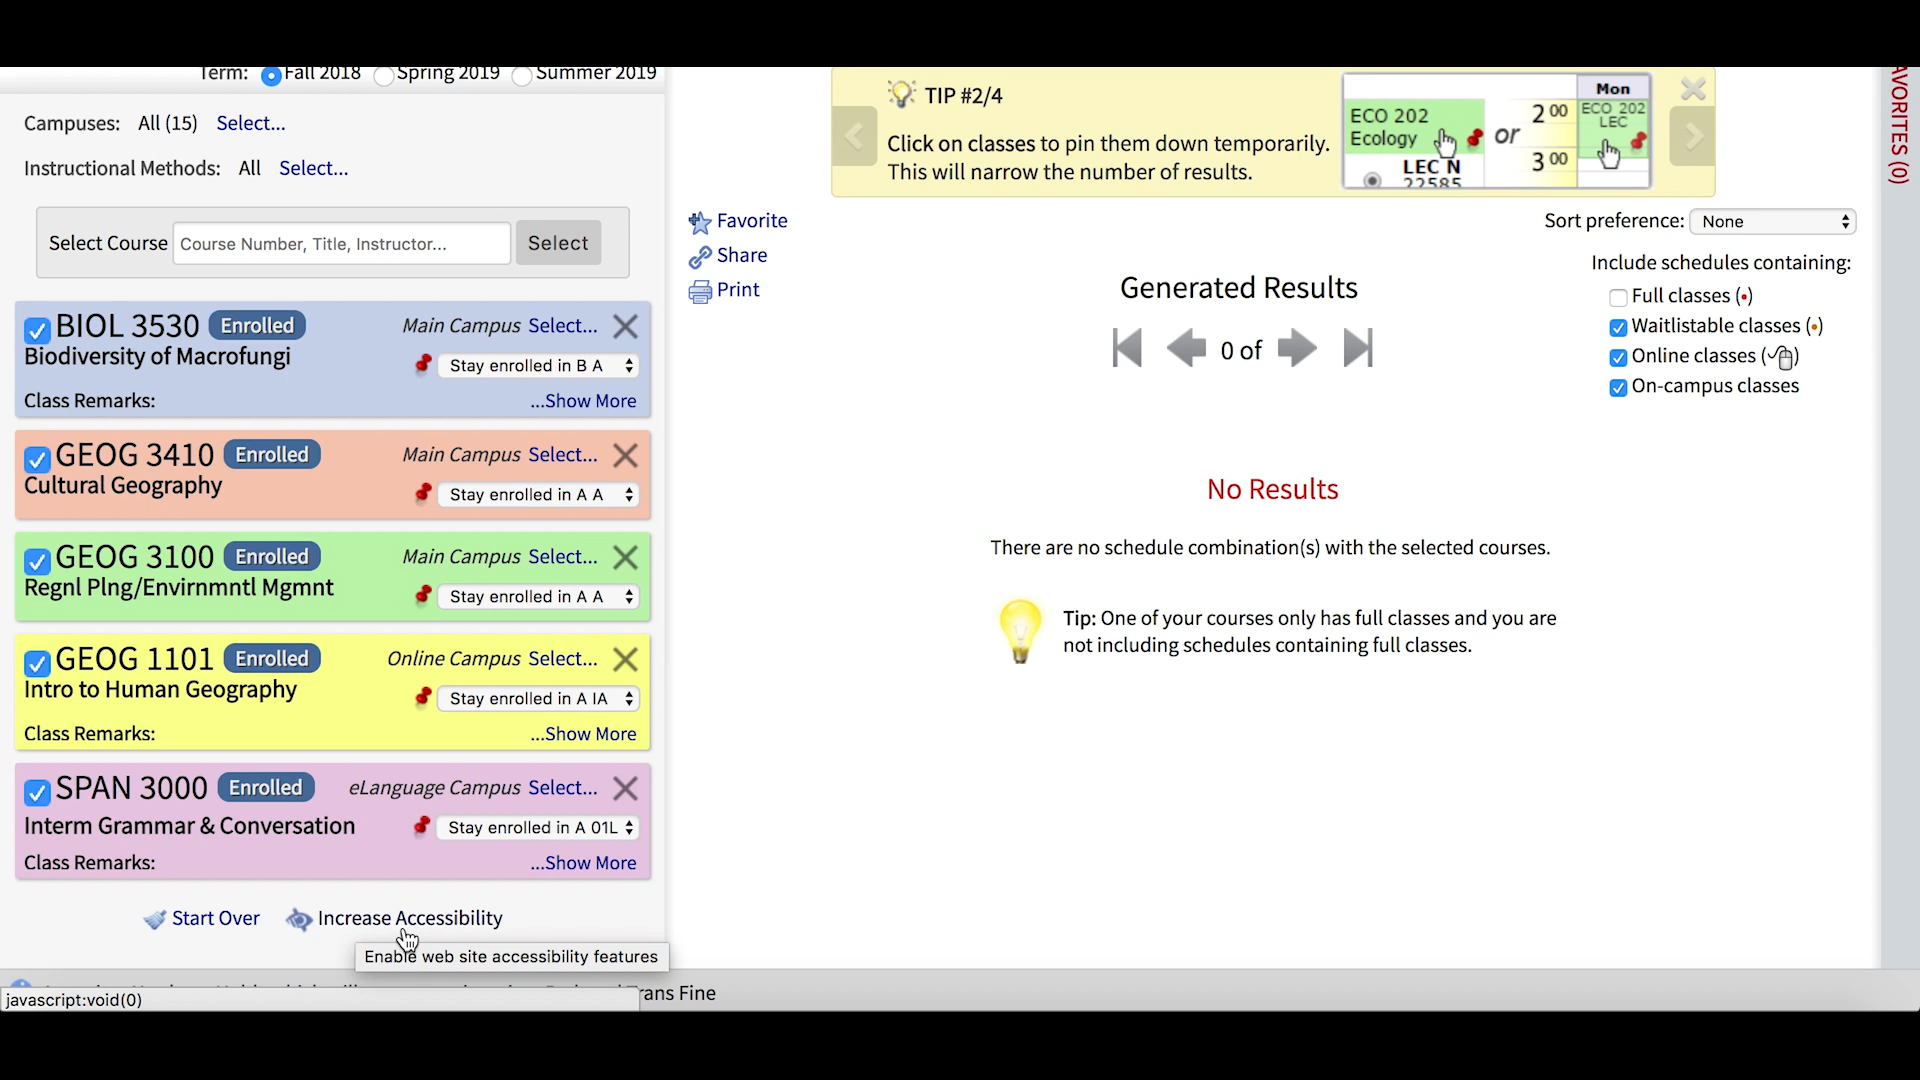 Term: Fall 2018 Spring 2019 Summer 2019
Campuses: All (15) Select...
Instructional Methods: All Select...
Select Course Course Number, Title, Instructor... Select
BIOL 3530 Enrolled Main Campus Select...
Biodiversity of Macrofungi
Stay enrolled in B A
Class Remarks: ...Show More
GEOG 3410 Enrolled Main Campus Select...
Cultural Geography
Stay enrolled in A A
GEOG 3100 Enrolled Main Campus Select...
Regnl Plng/Envirnmntl Mgmnt
Stay enrolled in A A
GEOG 1101 Enrolled Online Campus Select...
Intro to Human Geography
Stay enrolled in A IA
Class Remarks: ...Show More
SPAN 3000 Enrolled eLanguage Campus Select...
Interm Grammar & Conversation Stay enrolled in A 01L
Class Remarks: ...Show More
Start Over Increase Accessibility
Enable web site accessibility features
javascript:void(0)
Trans Fine
TIP #2/4
Click on classes to pin them down temporarily.
This will narrow the number of results.
ECO 202
Ecology
LEC N
22585
or
2 00
3 00
Mon
ECO 202
LEC
Favorite
Share
Print
Generated Results
0 of
Sort preference: None
Include schedules containing:
Full classes (•)
Waitlistable classes (•)
Online classes ( )
On-campus classes
No Results
There are no schedule combination(s) with the selected courses.
Tip: One of your courses only has full classes and you are
not including schedules containing full classes.
AVORITES (0)